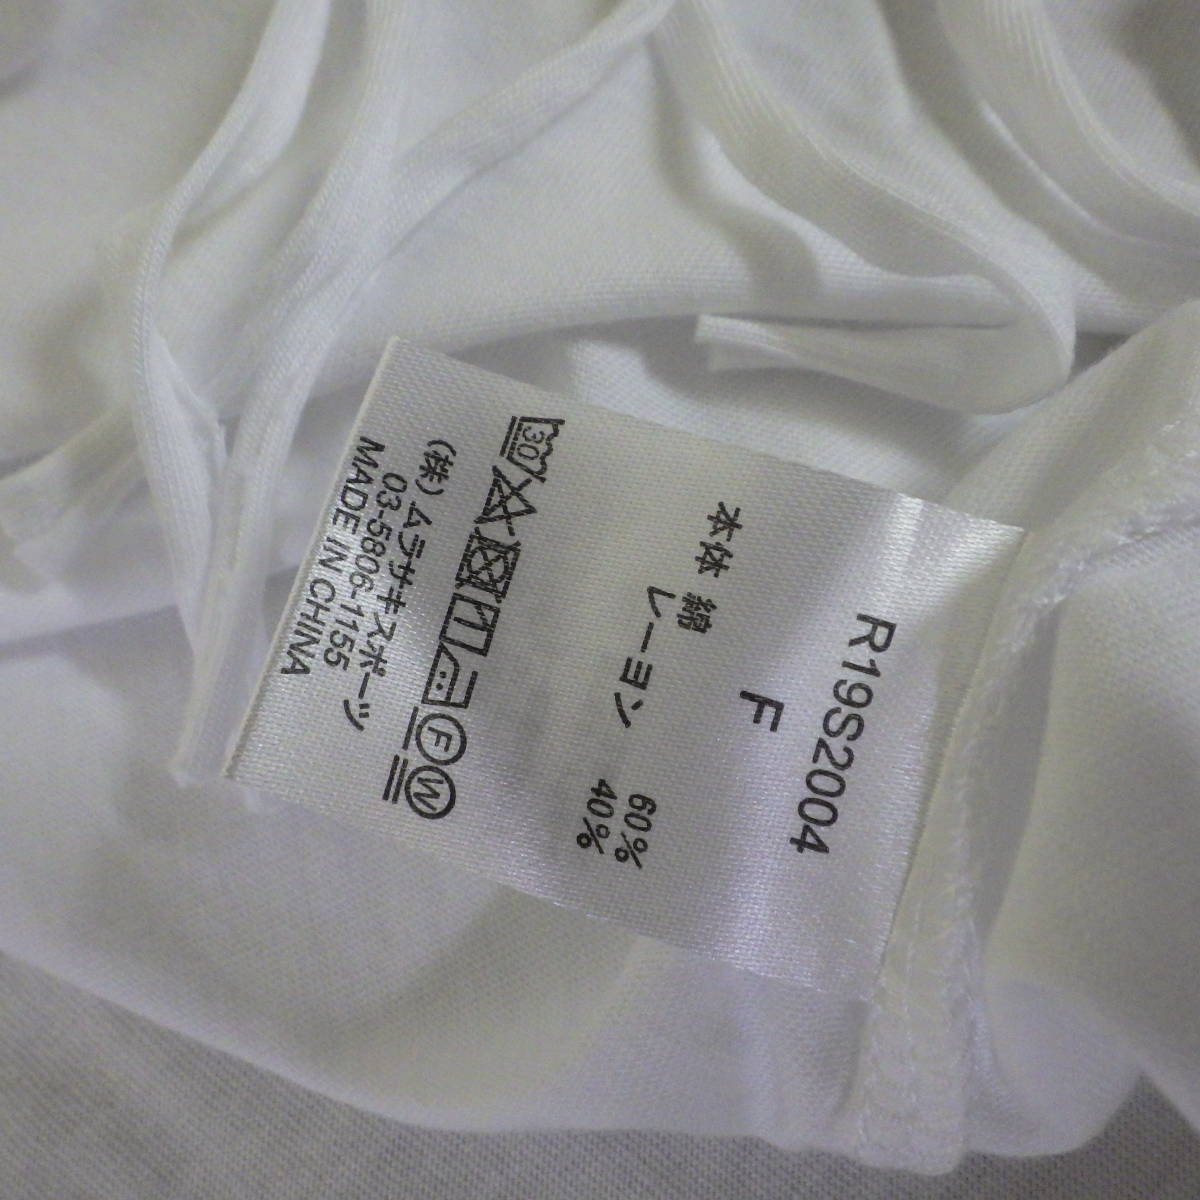 R19S2004
F
本体 綿 60%
レーヨン 40%
30
F W
(株)ムラサキスポーツ
03-5806-1155
MADE IN CHINA